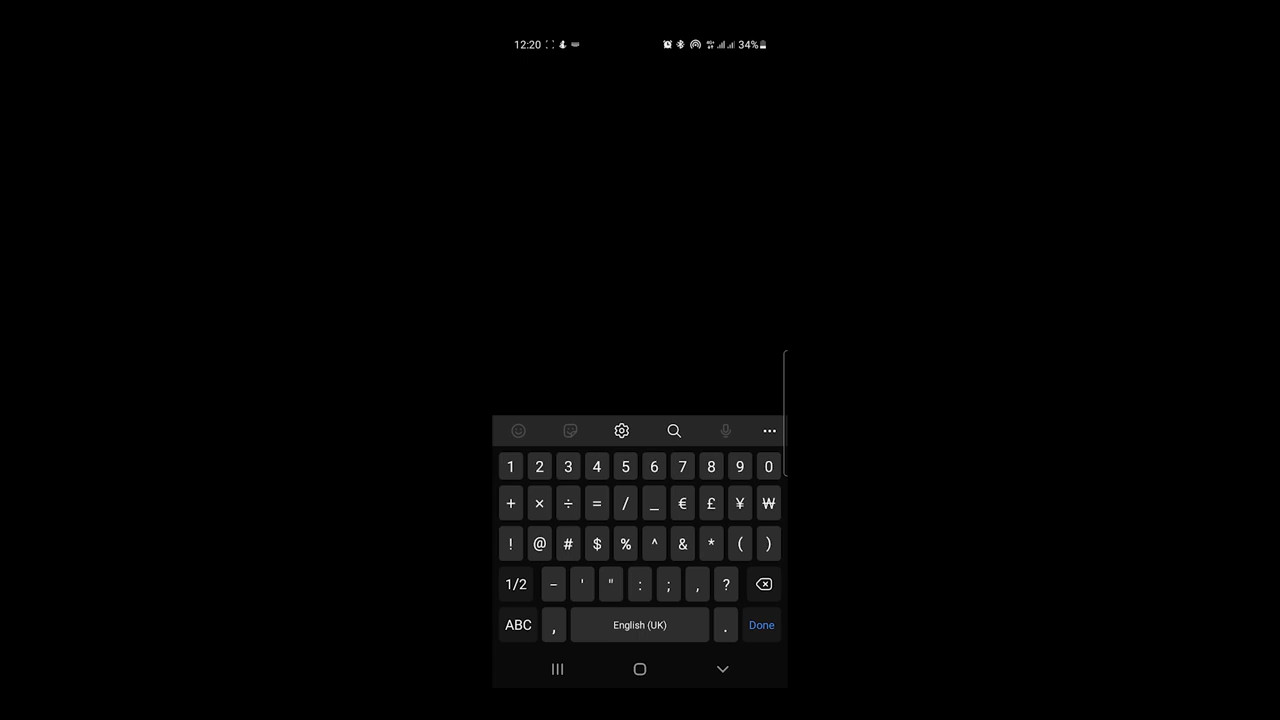 12:20 34%
1 2 3 4 5 6 7 8 9 0
+ × ÷ = / _ € £ ¥ ₩
! @ # $ % ^ & * ( )
1/2 - ' " : ; , ?
ABC , English (UK) . Done